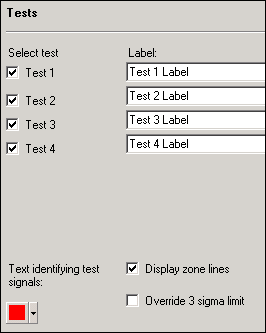 Tests
Select test
Label:
Test 1
Test 1 Label
Test 2
Test 2 Label
Test 3
Test 3 Label
Test 4
Test 4 Label
Text identifying test
signals:
Display zone lines
Override 3 sigma limit